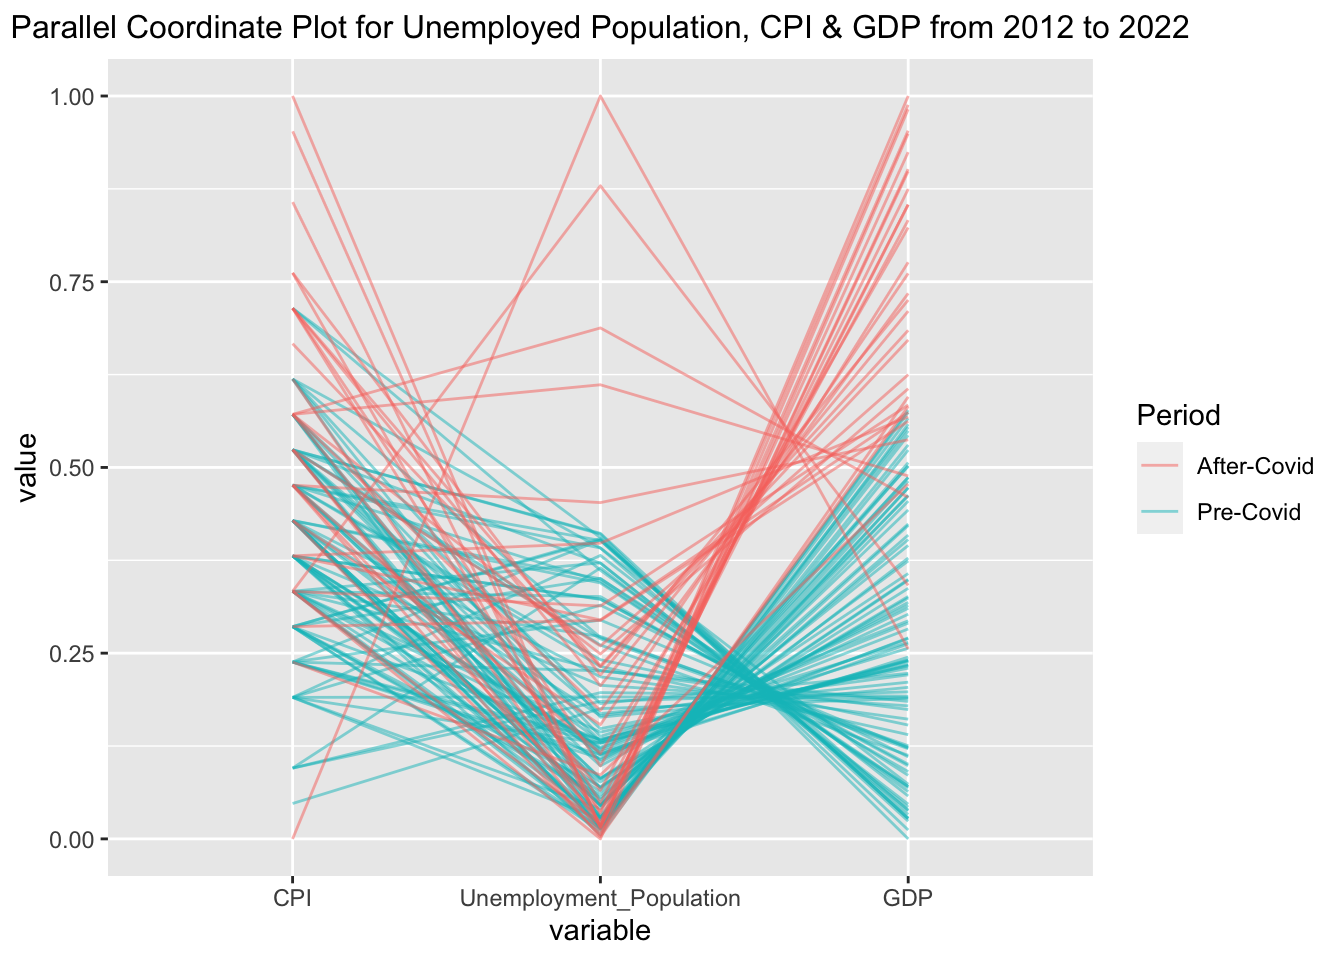 Parallel Coordinate Plot for Unemployed Population, CPI & GDP from 2012 to 2022
1.00
0.75
0.50
0.25
0.00
value
CPI
Unemployment_Population
GDP
variable
Period
After-Covid
Pre-Covid